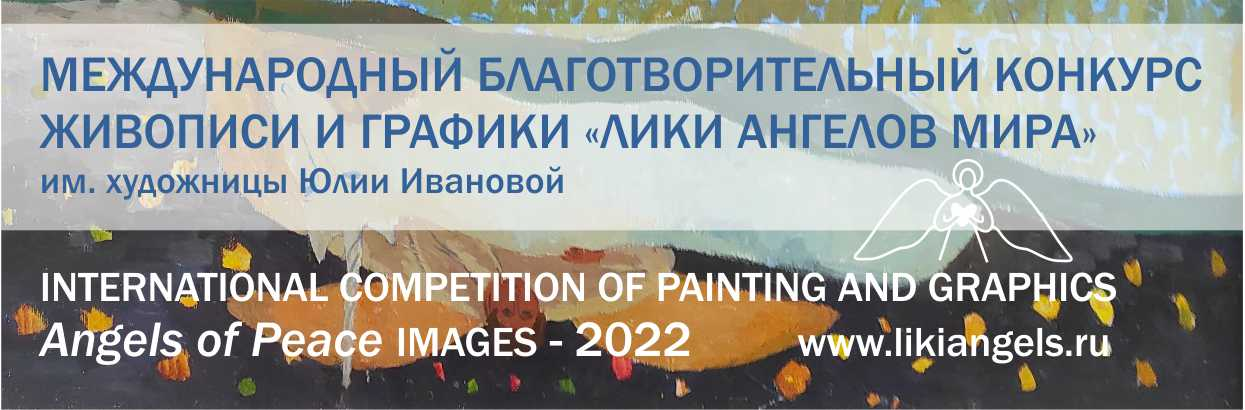 МЕЖДУНАРОДНЫЙ БЛАГОТВОРИТЕЛЬНЫЙ КОНКУРС
ЖИВОПИСИ И ГРАФИКИ «ЛИКИ АНГЕЛОВ МИРА»
им. художницы Юлии Ивановой
INTERNATIONAL COMPETITION OF PAINTING AND GRAPHICS
Angels of Peace IMAGES - 2022 www.likiangels.ru